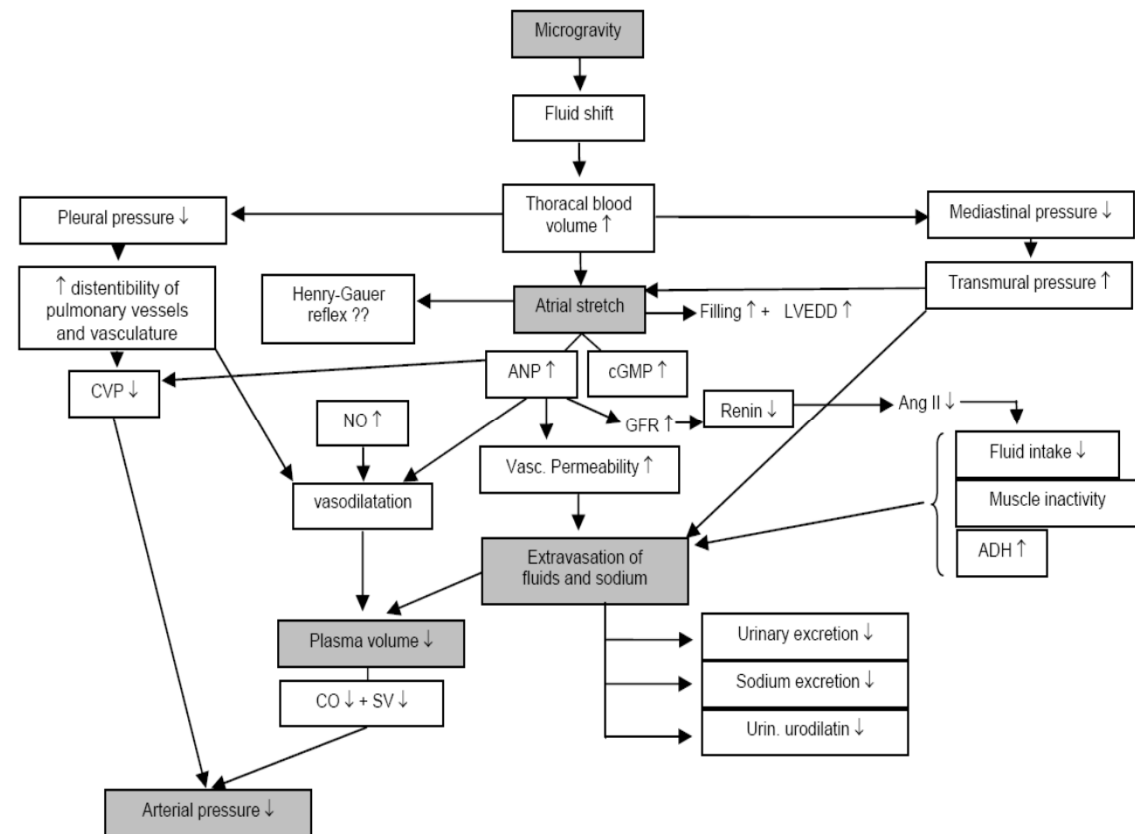 Microgravity
Fluid shift
Pleural pressure ↓
Thoracal blood
volume ↑
Mediastinal pressure ↓
↑ distentibility of
pulmonary vessels
and vasculature
Henry-Gauer
reflex ??
Atrial stretch
Filling ↑ + LVEDD ↑
Transmural pressure ↑
CVP ↓
ANP ↑
cGMP ↑
NO ↑
GFR ↑
Renin ↓
Ang II ↓
vasodilatation
Vasc. Permeability ↑
Fluid intake ↓
Muscle inactivity
ADH ↑
Extravasation of
fluids and sodium
Plasma volume ↓
Urinary excretion ↓
CO ↓ + SV ↓
Sodium excretion ↓
Urin. urodilatin ↓
Arterial pressure ↓